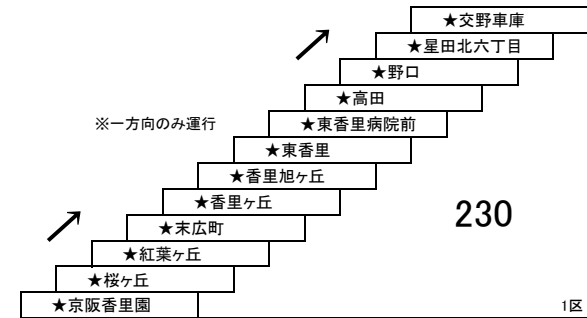 ★交野車庫
★星田北六丁目
★野口
★高田
※一方向のみ運行
★東香里病院前
★東香里
★香里旭ヶ丘
★香里ヶ丘
230
★末広町
★紅葉ヶ丘
★桜ヶ丘
★京阪香里園
1区